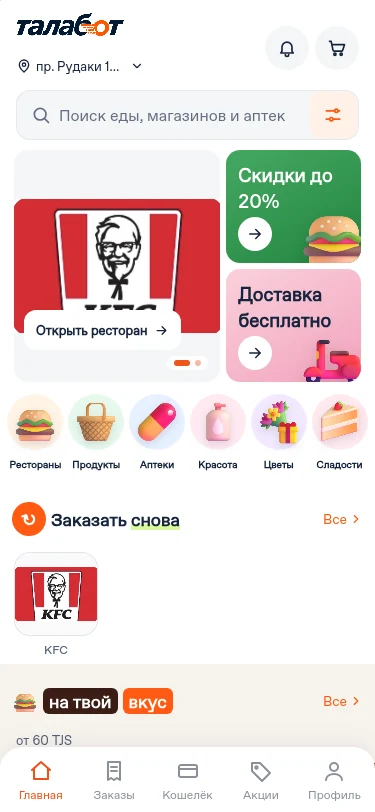 талабот
пр. Рудаки 1...
Поиск еды, магазинов и аптек
Скидки до
20%
KFC
Открыть ресторан
Доставка
бесплатно
Рестораны
Продукты
Аптеки
Красота
Цветы
Сладости
Заказать снова
Все
KFC
KFC
на твой вкус
Все
от 60 TJS
Главная
Заказы
Кошелёк
Акции
Профиль